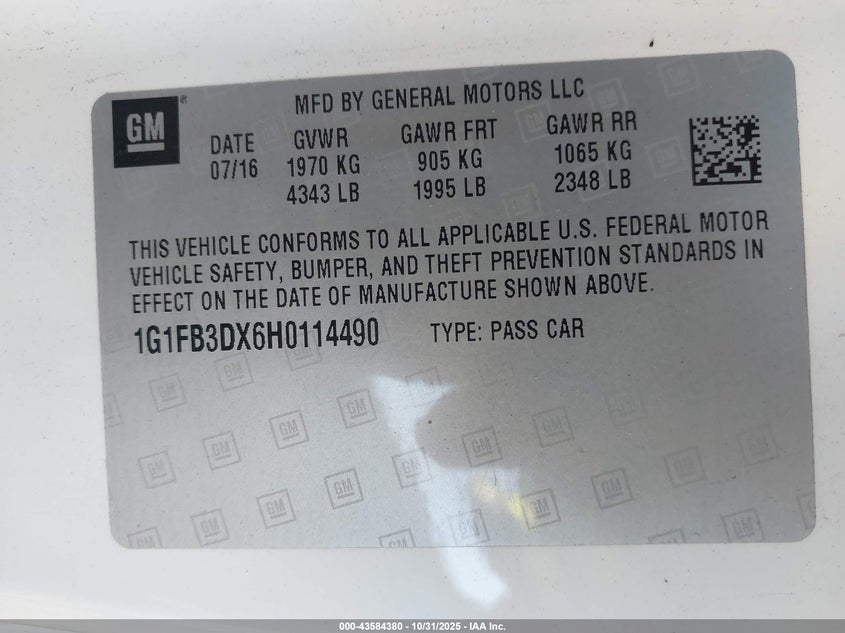 GM ®
MFD BY GENERAL MOTORS LLC
DATE GVWR GAWR FRT GAWR RR
07/16 1970 KG 905 KG 1065 KG
4343 LB 1995 LB 2348 LB
THIS VEHICLE CONFORMS TO ALL APPLICABLE U.S. FEDERAL MOTOR
VEHICLE SAFETY, BUMPER, AND THEFT PREVENTION STANDARDS IN
EFFECT ON THE DATE OF MANUFACTURE SHOWN ABOVE.
1G1FB3DX6H0114490 TYPE: PASS CAR
000-43584380 - 10/31/2025 - IAA Inc.